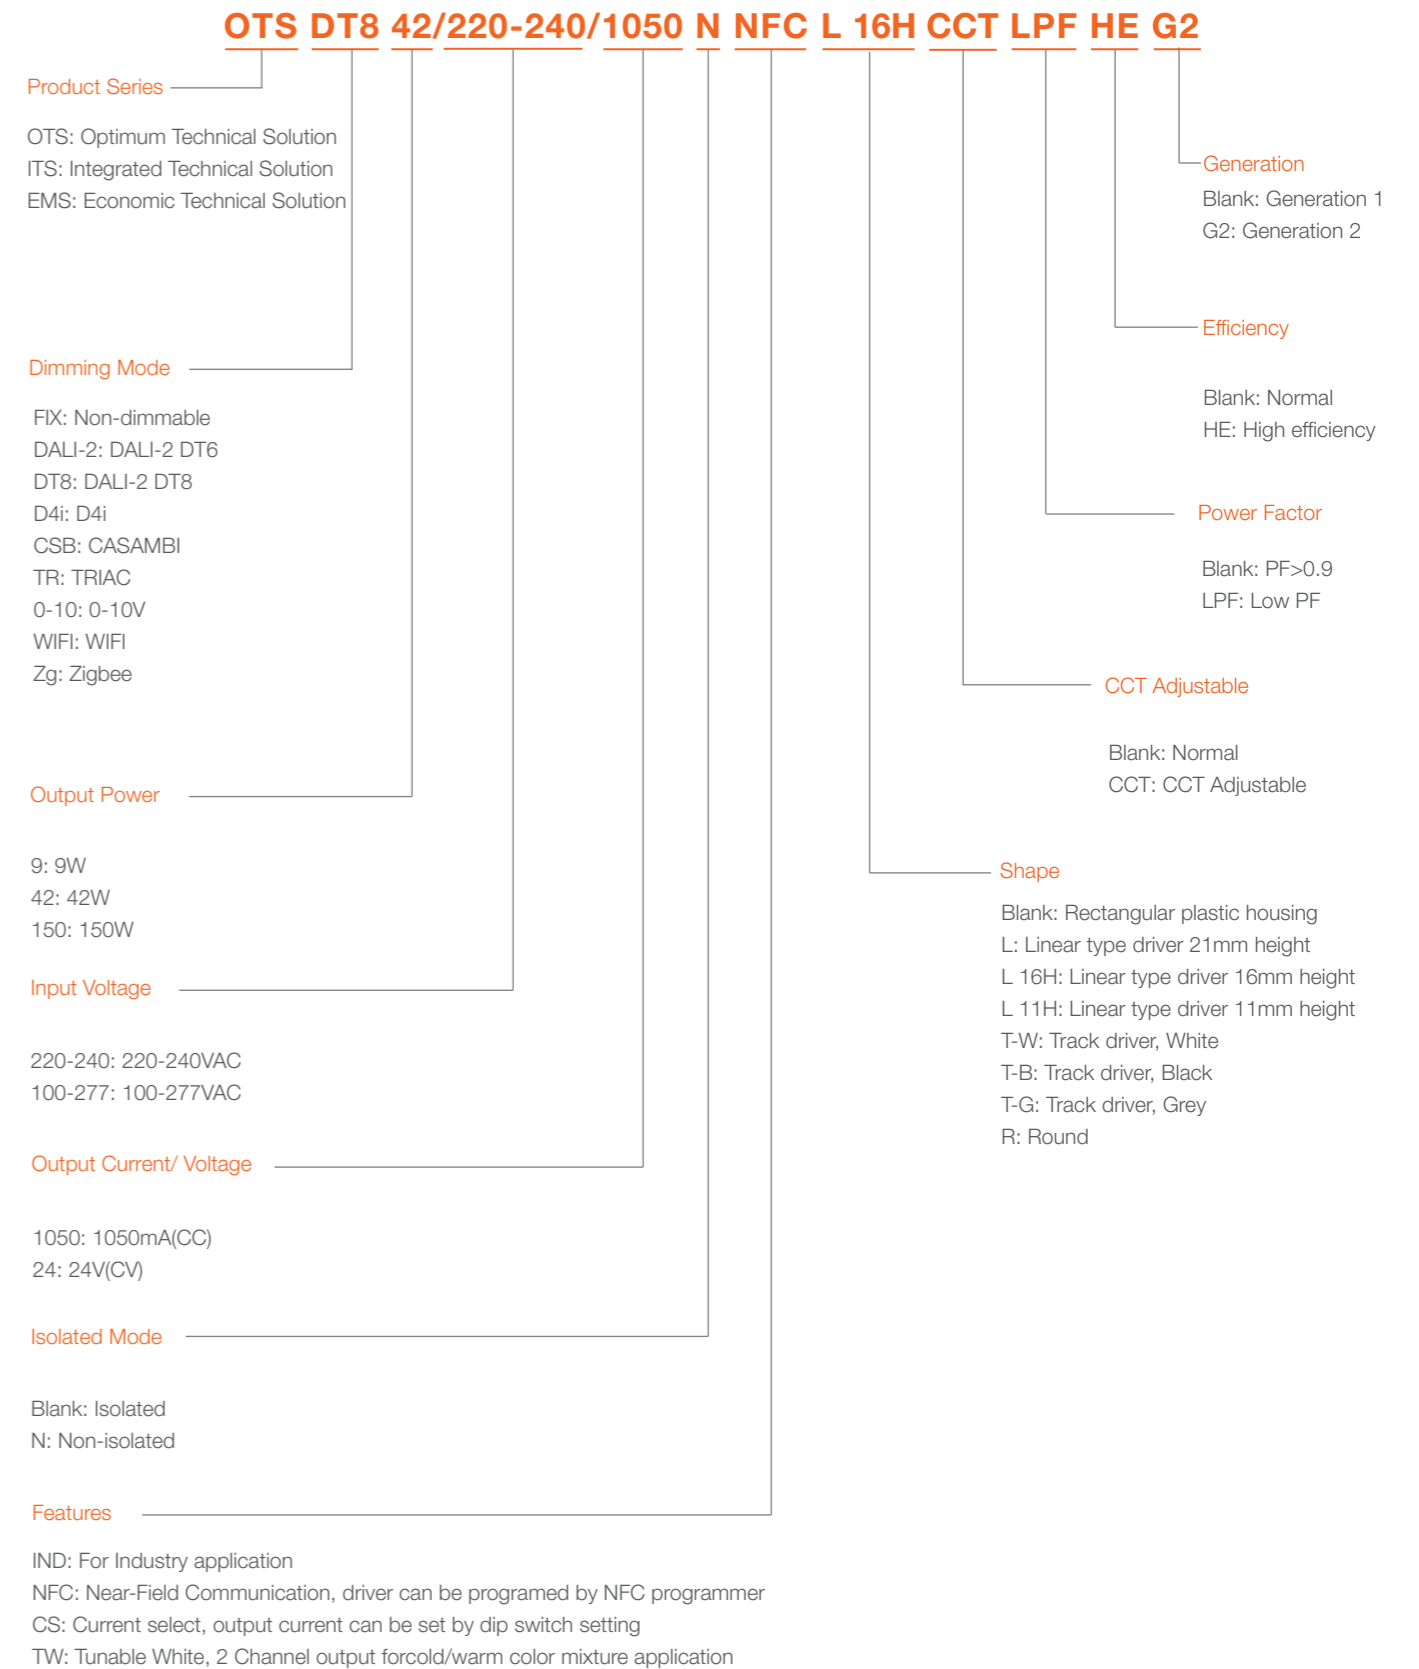 OTS DT8 42/220-240/1050 N NFC L 16H CCT LPF HE G2
Product Series
OTS: Optimum Technical Solution
ITS: Integrated Technical Solution
EMS: Economic Technical Solution
Dimming Mode
FIX: Non-dimmable
DALI-2: DALI-2 DT6
DT8: DALI-2 DT8
D4i: D4i
CSB: CASAMBI
TR: TRIAC
0-10: 0-10V
WIFI: WIFI
Zg: Zigbee
Output Power
9: 9W
42: 42W
150: 150W
Input Voltage
220-240: 220-240VAC
100-277: 100-277VAC
Output Current/ Voltage
1050: 1050mA(CC)
24: 24V(CV)
Isolated Mode
Blank: Isolated
N: Non-isolated
Features
IND: For Industry application
NFC: Near-Field Communication, driver can be programed by NFC programmer
CS: Current select, output current can be set by dip switch setting
TW: Tunable White, 2 Channel output forcold/warm color mixture application
Generation
Blank: Generation 1
G2: Generation 2
Efficiency
Blank: Normal
HE: High efficiency
Power Factor
Blank: PF>0.9
LPF: Low PF
CCT Adjustable
Blank: Normal
CCT: CCT Adjustable
Shape
Blank: Rectangular plastic housing
L: Linear type driver 21mm height
L 16H: Linear type driver 16mm height
L 11H: Linear type driver 11mm height
T-W: Track driver, White
T-B: Track driver, Black
T-G: Track driver, Grey
R: Round